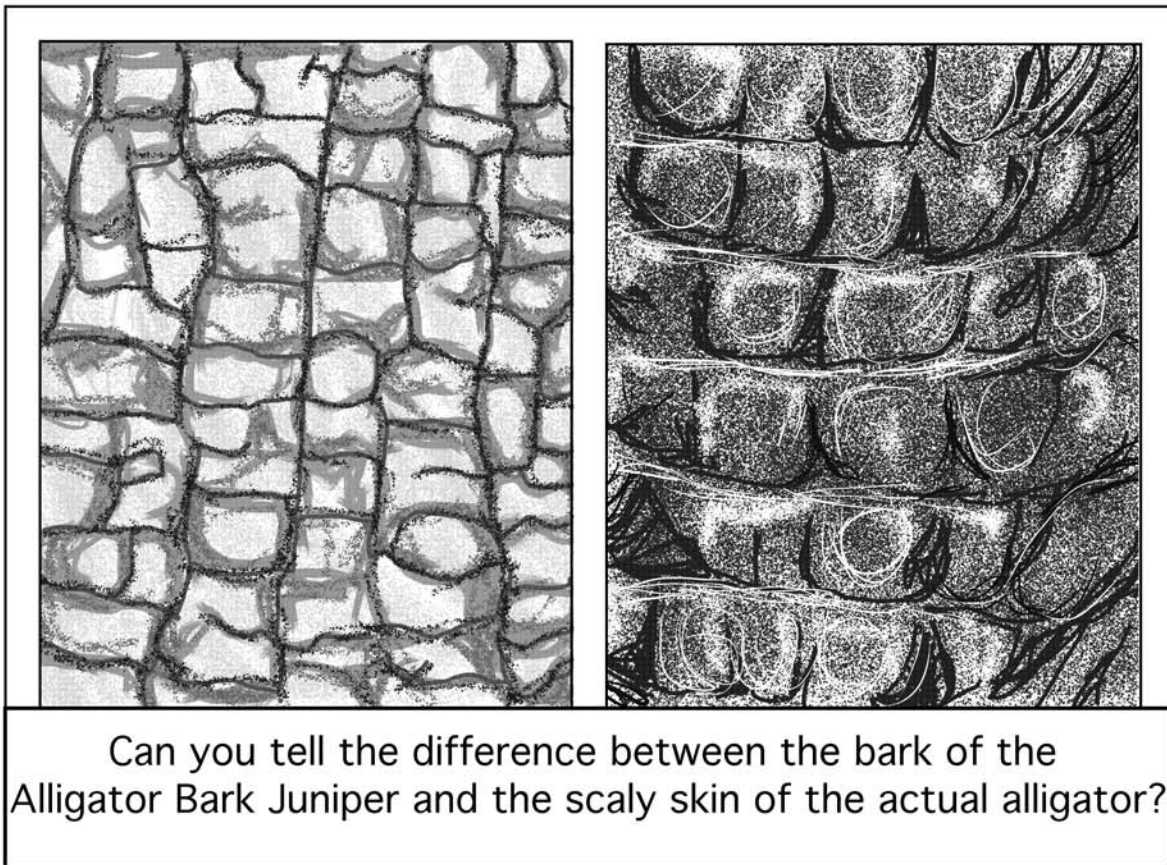 Can you tell the difference between the bark of the
Alligator Bark Juniper and the scaly skin of the actual alligator?